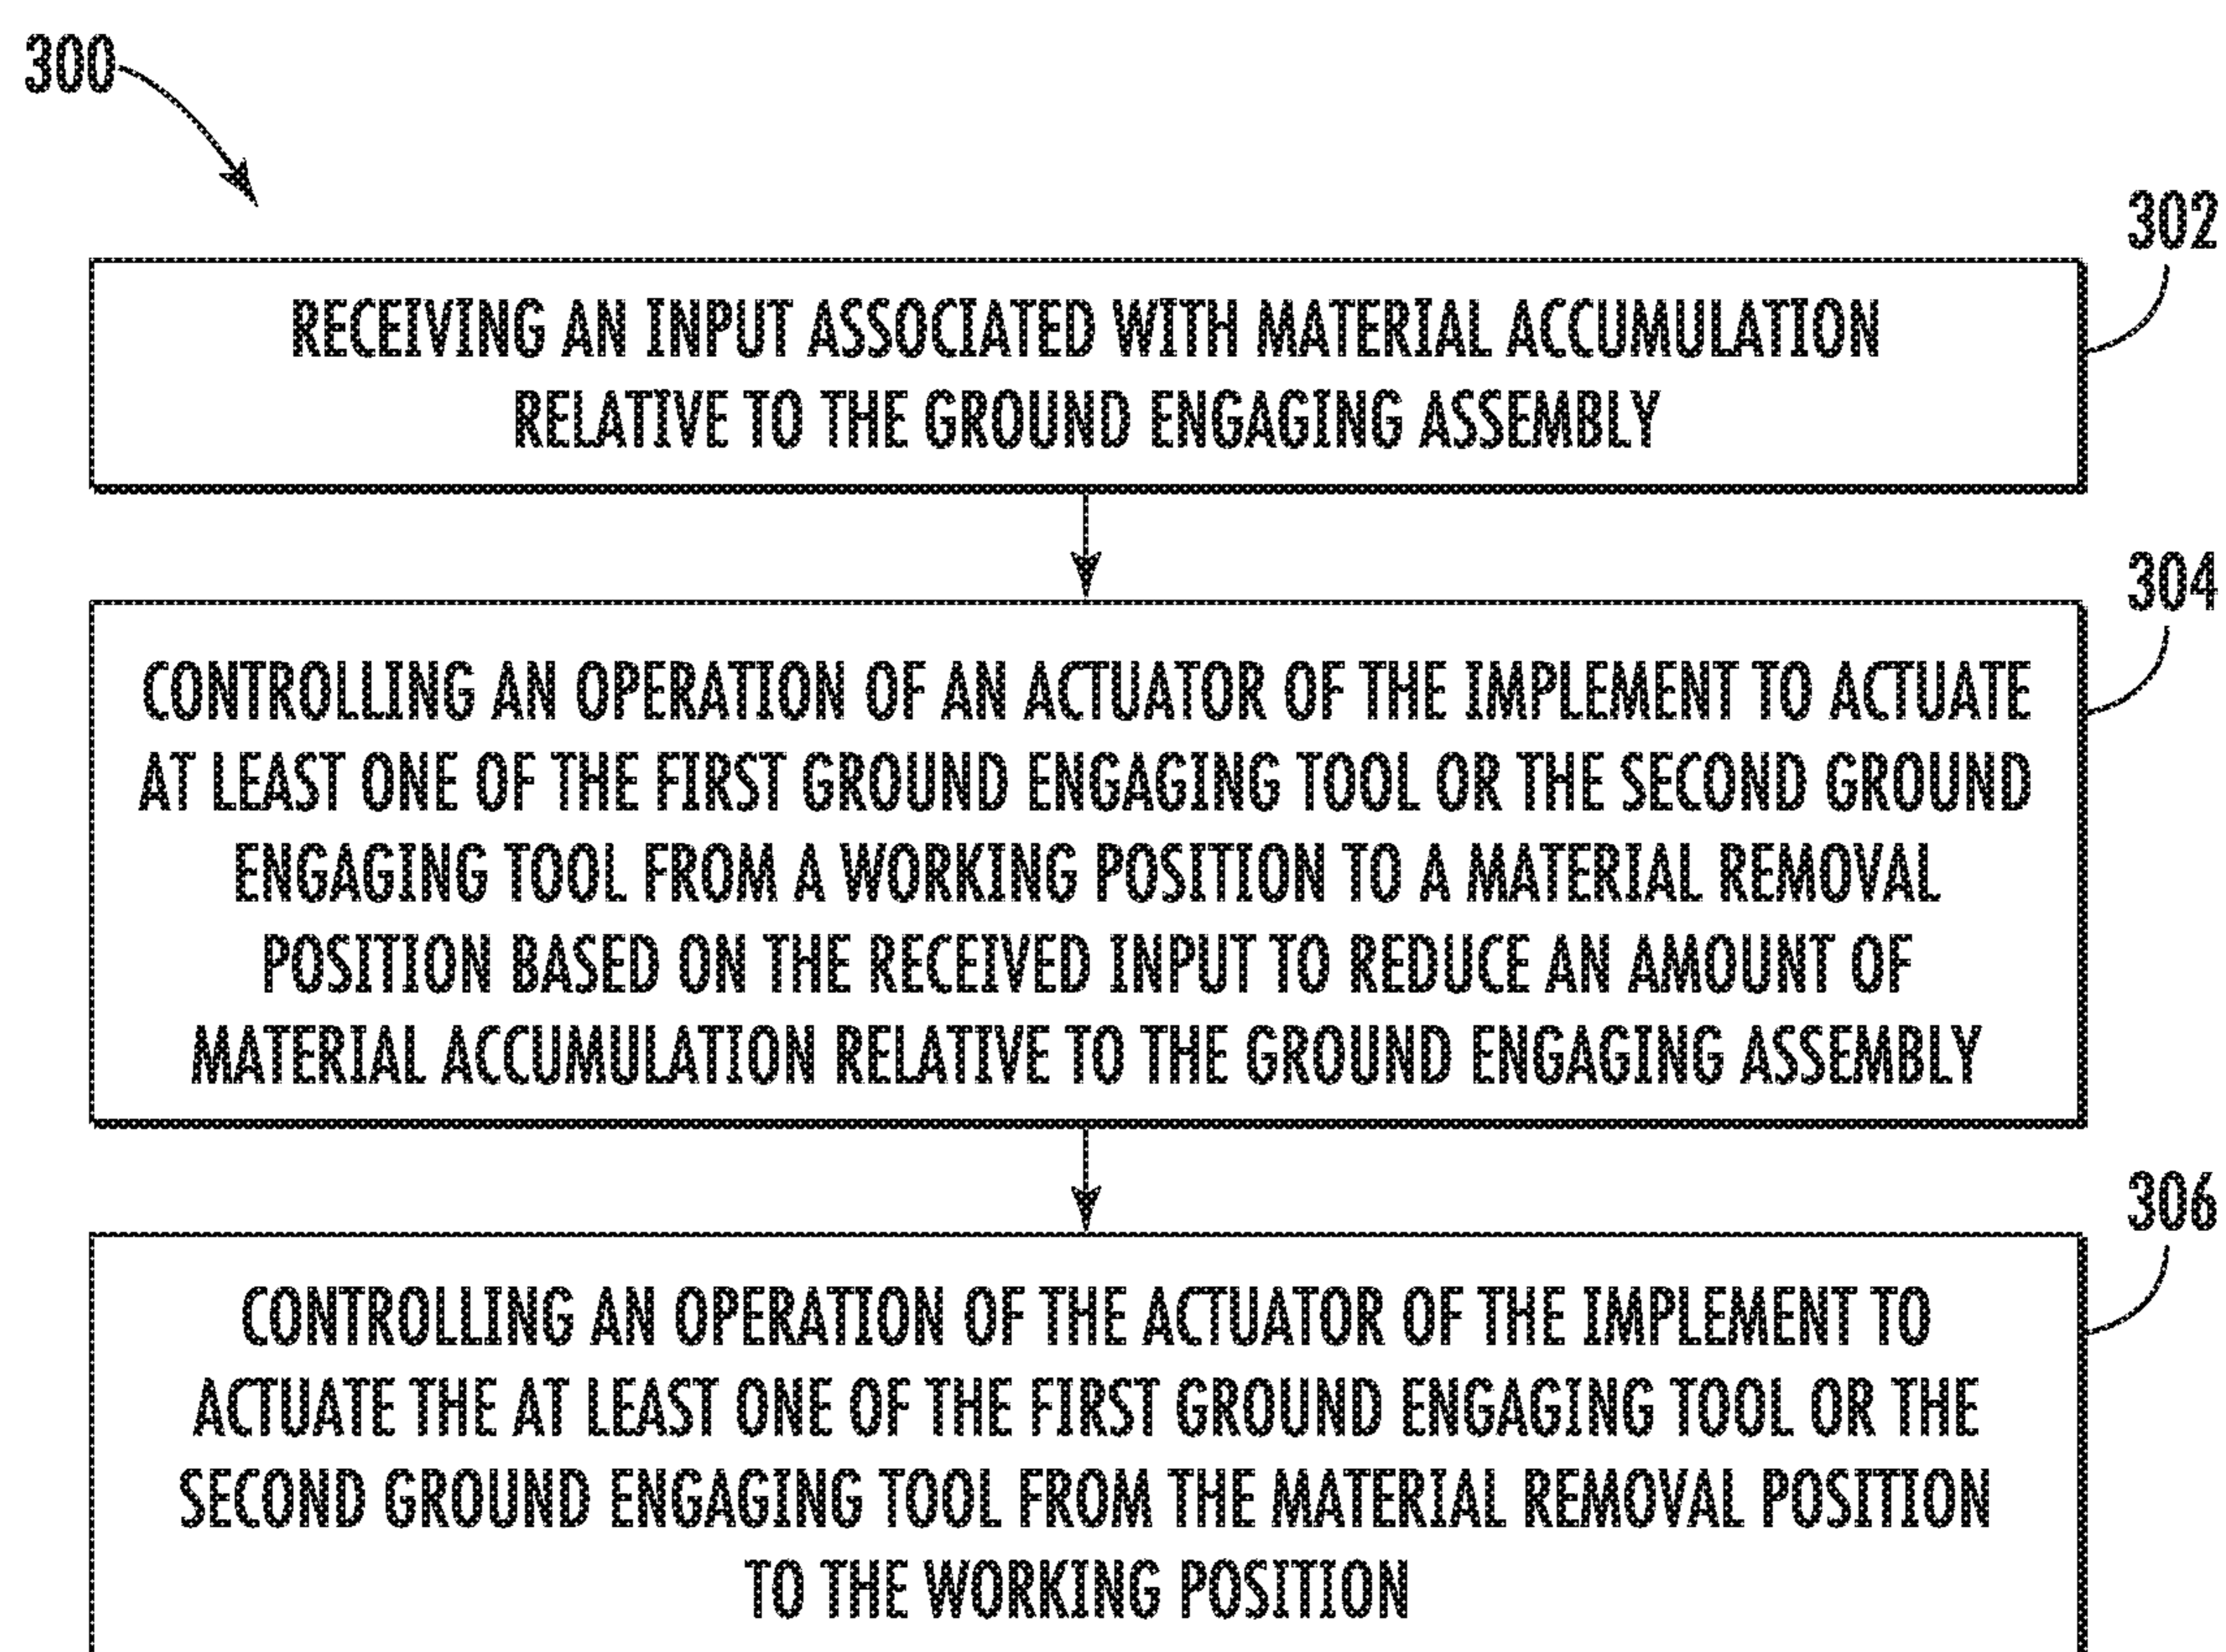 300
302
RECEIVING AN INPUT ASSOCIATED WITH MATERIAL ACCUMULATION
RELATIVE TO THE GROUND ENGAGING ASSEMBLY
304
CONTROLLING AN OPERATION OF AN ACTUATOR OF THE IMPLEMENT TO ACTUATE
AT LEAST ONE OF THE FIRST GROUND ENGAGING TOOL OR THE SECOND GROUND
ENGAGING TOOL FROM A WORKING POSITION TO A MATERIAL REMOVAL
POSITION BASED ON THE RECEIVED INPUT TO REDUCE AN AMOUNT OF
MATERIAL ACCUMULATION RELATIVE TO THE GROUND ENGAGING ASSEMBLY
306
CONTROLLING AN OPERATION OF THE ACTUATOR OF THE IMPLEMENT TO
ACTUATE THE AT LEAST ONE OF THE FIRST GROUND ENGAGING TOOL OR THE
SECOND GROUND ENGAGING TOOL FROM THE MATERIAL REMOVAL POSITION
TO THE WORKING POSITION